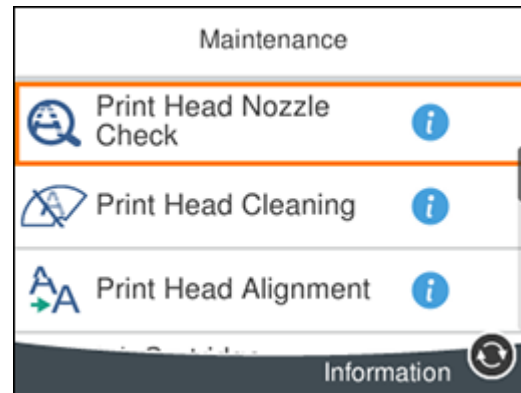 Maintenance
Print Head Nozzle
Check
Print Head Cleaning
Print Head Alignment
Information